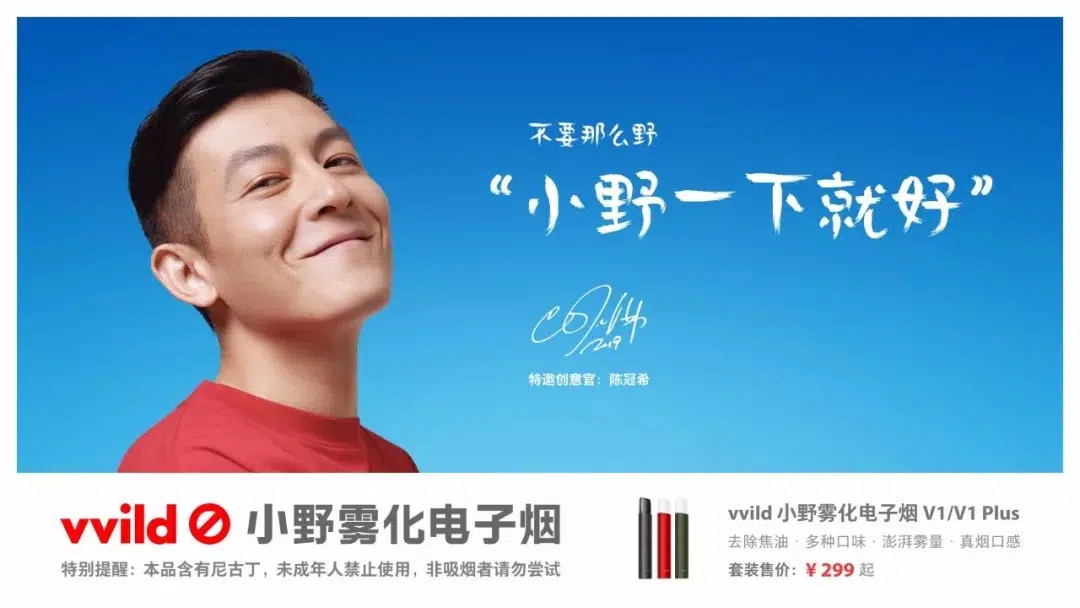 不要那么野
“小野一下就好”
2019
特邀创意官：陈冠希
vvild 小野雾化电子烟
特别提醒：本品含有尼古丁，未成年人禁止使用，非吸烟者请勿尝试
vvild 小野雾化电子烟 V1/V1 Plus
去除焦油 · 多种口味 · 澎湃雾量 · 真烟口感
套装售价：￥299 起